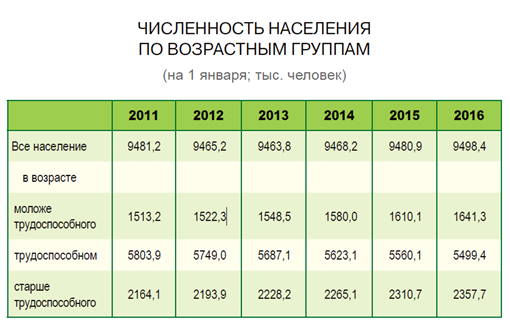 ЧИСЛЕННОСТЬ НАСЕЛЕНИЯ
ПО ВОЗРАСТНЫМ ГРУППАМ
(на 1 января; тыс. человек)
2011 2012 2013 2014 2015 2016
Все население 9481,2 9465,2 9463,8 9468,2 9480,9 9498,4
в возрасте
моложе
трудоспособного 1513,2 1522,3 1548,5 1580,0 1610,1 1641,3
трудоспособном 5803,9 5749,0 5687,1 5623,1 5560,1 5499,4
старше
трудоспособного 2164,1 2193,9 2228,2 2265,1 2310,7 2357,7